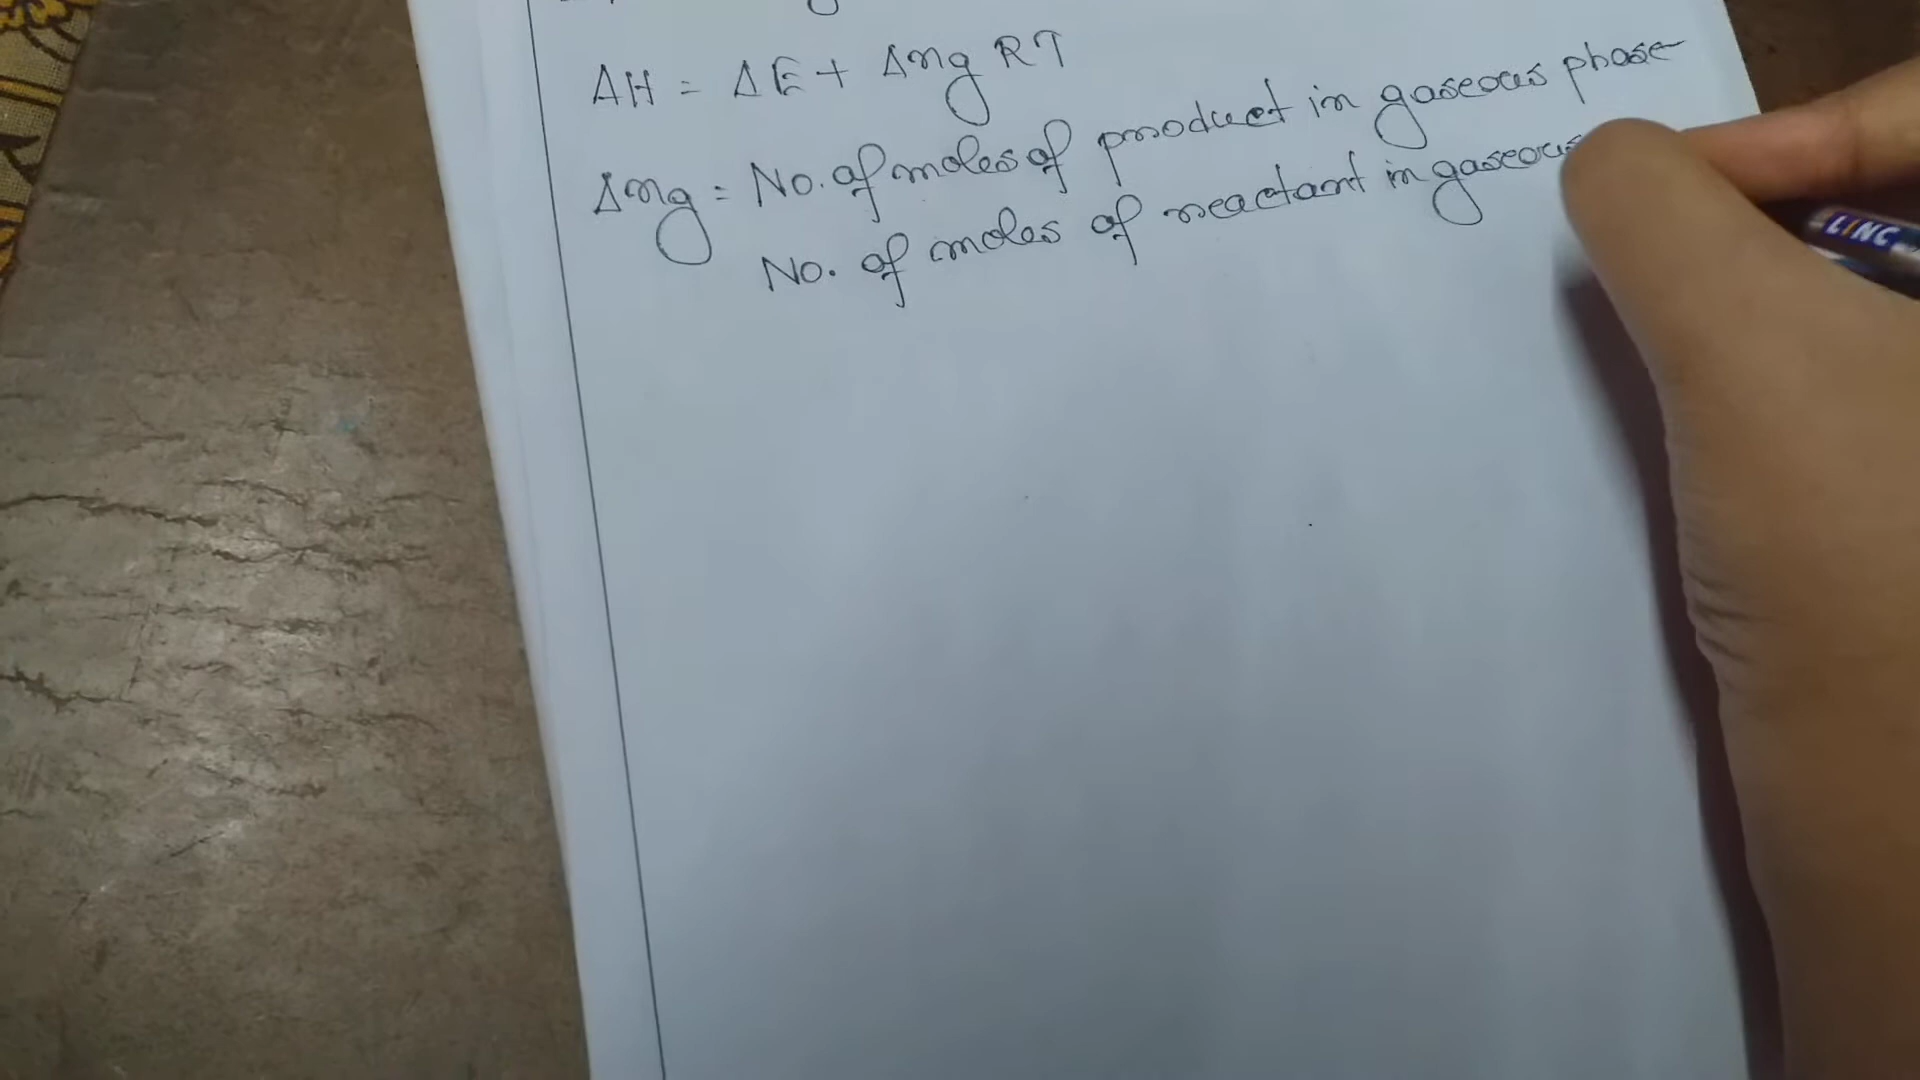 ΔH = ΔE + Δng RT
Δng = No. of moles of product in gaseous phase
No. of moles of reactant in gaseous
LINC